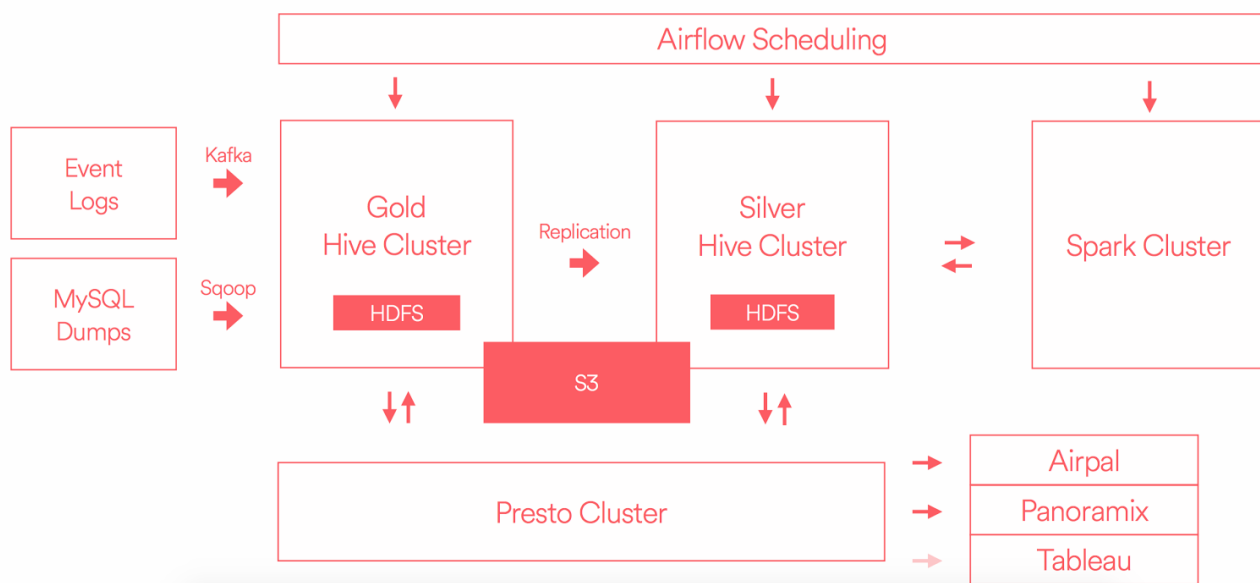 Airflow Scheduling
Event
Logs
Kafka
Gold
Hive Cluster
HDFS
Replication
Silver
Hive Cluster
HDFS
Spark Cluster
MySQL
Dumps
Sqoop
S3
Presto Cluster
Airpal
Panoramix
Tableau